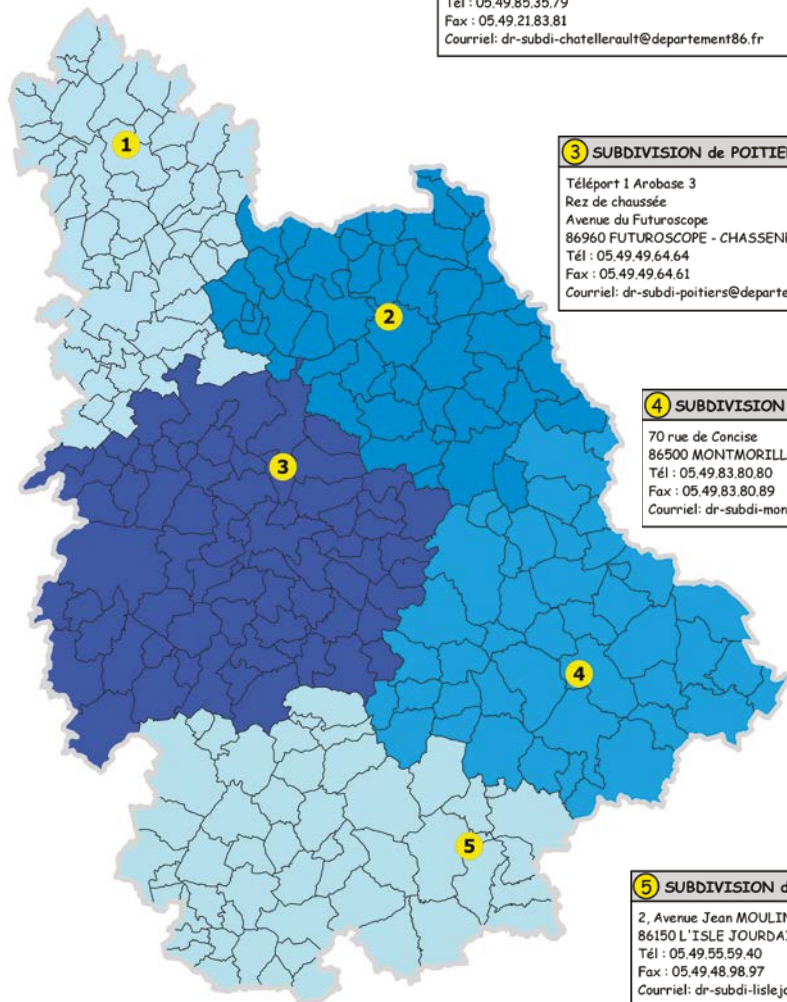 Tél : 05.49.85.35.79
Fax : 05.49.21.83.81
Courriel: dr-subdi-chatellerault@departement86.fr
1
3 SUBDIVISION de POITIE
Téléport 1 Arobase 3
Rez de chaussée
Avenue du Futuroscope
86960 FUTUROSCOPE - CHASSENE
Tél : 05.49.49.64.64
Fax : 05.49.49.64.61
Courriel: dr-subdi-poitiers@departe
2
4 SUBDIVISION
70 rue de Concise
86500 MONTMORILL
Tél : 05.49.83.80.80
Fax : 05.49.83.80.89
Courriel: dr-subdi-mon
3
4
5
5 SUBDIVISION d
2, Avenue Jean MOULIN
86150 L'ISLE JOURDA
Tél : 05.49.55.59.40
Fax : 05.49.48.98.97
Courriel: dr-subdi-lislejo